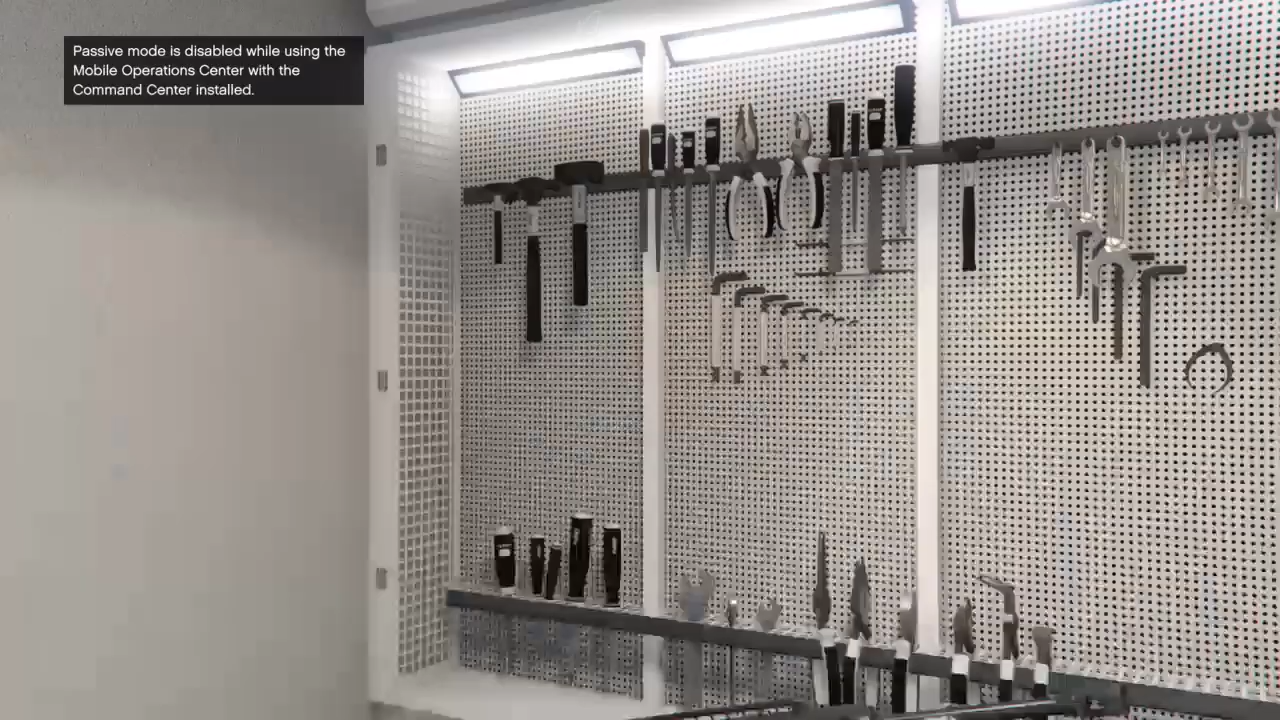 Passive mode is disabled while using the
Mobile Operations Center with the
Command Center installed.